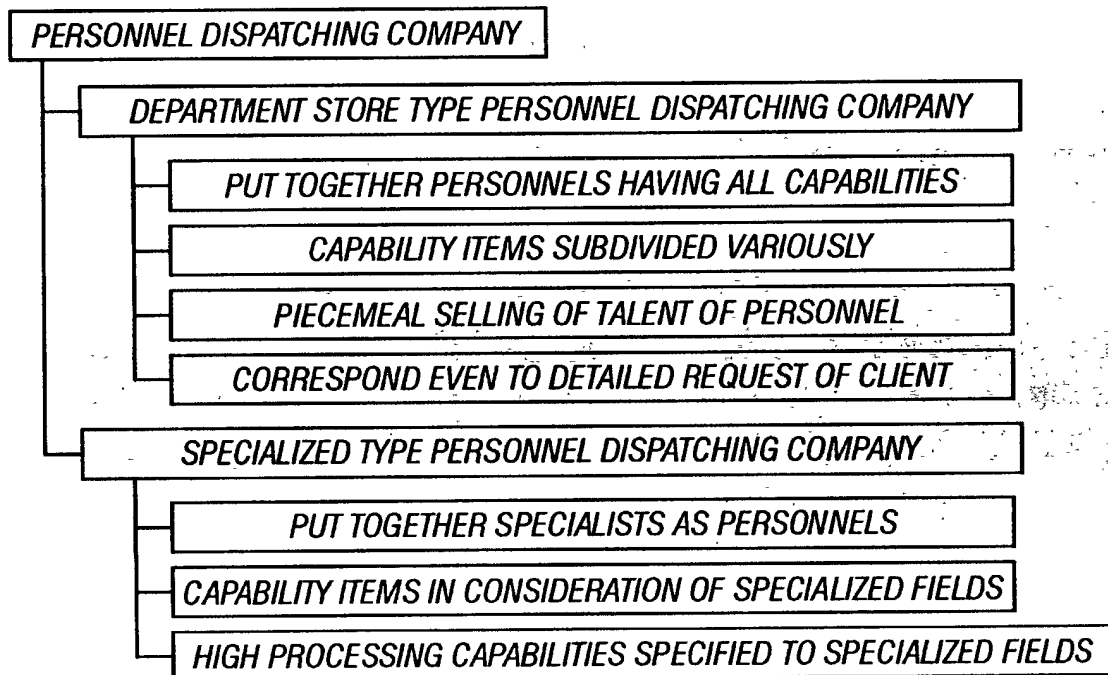 PERSONNEL DISPATCHING COMPANY
DEPARTMENT STORE TYPE PERSONNEL DISPATCHING COMPANY
PUT TOGETHER PERSONNELS HAVING ALL CAPABILITIES
CAPABILITY ITEMS SUBDIVIDED VARIOUSLY
PIECEMEAL SELLING OF TALENT OF PERSONNEL
CORRESPOND EVEN TO DETAILED REQUEST OF CLIENT
SPECIALIZED TYPE PERSONNEL DISPATCHING COMPANY
PUT TOGETHER SPECIALISTS AS PERSONNELS
CAPABILITY ITEMS IN CONSIDERATION OF SPECIALIZED FIELDS
HIGH PROCESSING CAPABILITIES SPECIFIED TO SPECIALIZED FIELDS